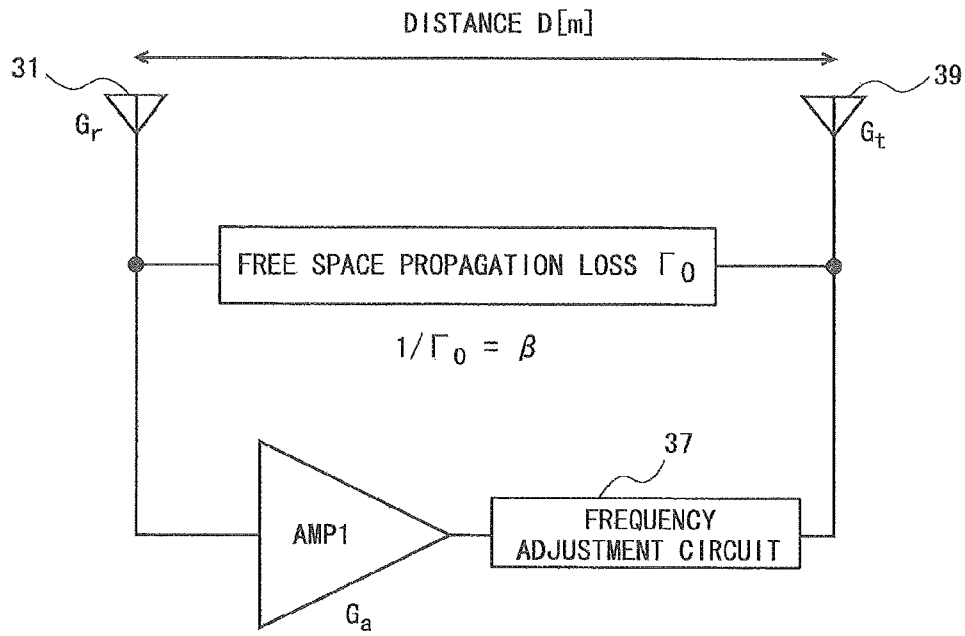 DISTANCE D[m]
31
39
Gr
Gt
FREE SPACE PROPAGATION LOSS Γ0
1/Γ0 = β
37
AMP1
FREQUENCY
ADJUSTMENT CIRCUIT
Ga